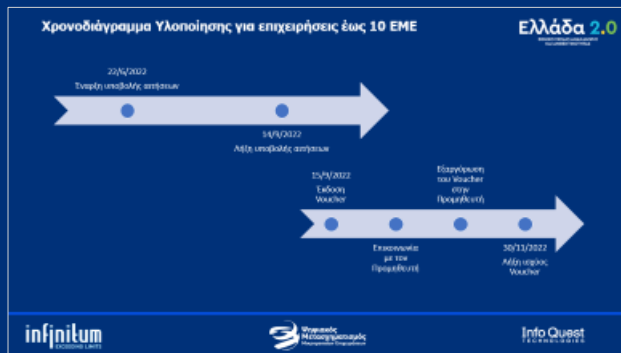 Χρονοδιάγραμμα Υλοποίησης για επιχειρήσεις έως 10 ΕΜΕ
Ελλάδα 2.0
22/6/2022
Έναρξη υποβολής αιτήσεων
14/9/2022
Λήξη υποβολής αιτήσεων
15/9/2022
Έκδοση
Voucher
Επικοινωνία
με τον
Προμηθευτή
Εξαργύρωση
του Voucher
στην
Προμηθευτή
30/11/2022
Λήξη ισχύος
Voucher
infinitum
EXCEEDING LIMITS
Ψηφιακός
Μετασχηματισμός
Info Quest
TECHNOLOGIES